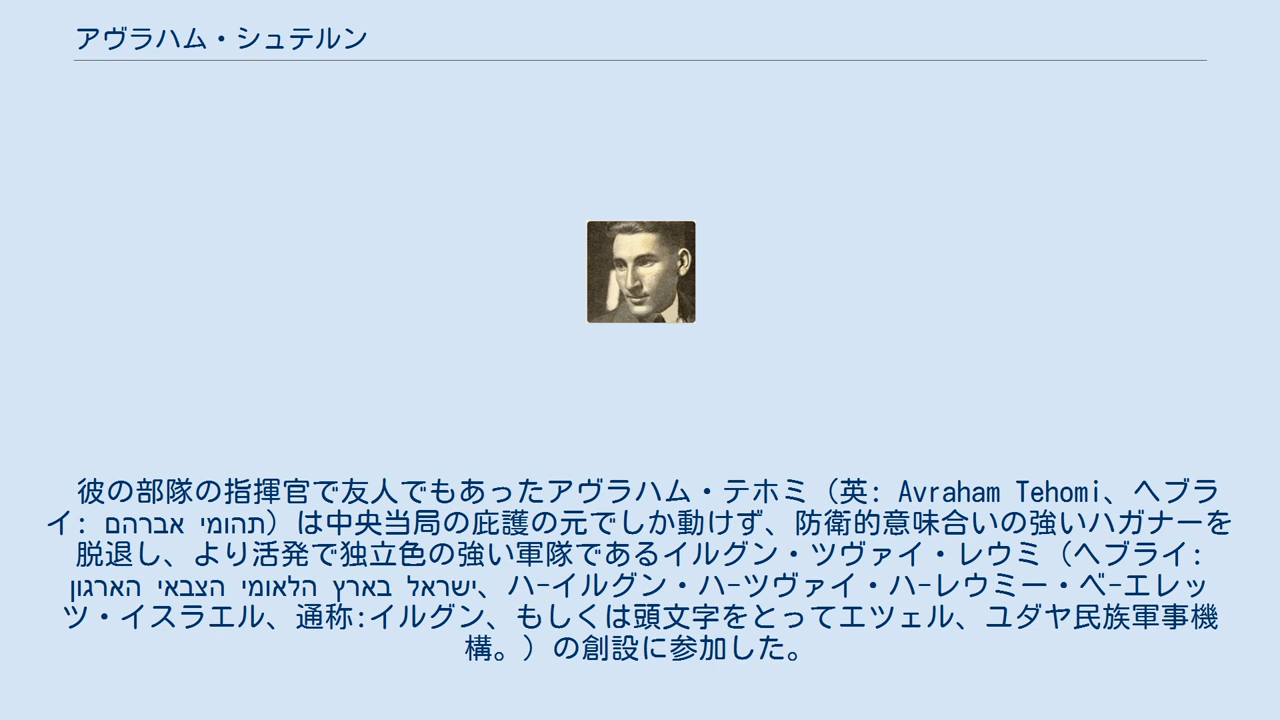 アヴラハム・シュテルン
彼の部隊の指揮官で友人でもあったアヴラハム・テホミ（英: Avraham Tehomi、ヘブラ
イ: תהומי אברהם）は中央当局の庇護の元でしか動けず、防衛的意味合いの強いハガナーを
脱退し、より活発で独立色の強い軍隊であるイルグン・ツヴァイ・レウミ（ヘブライ:
ישראל בארץ הלאומי הצבאי הארגון、ハ−イルグン・ハ−ツヴァイ・ハ−レウミー・ベ−エレッ
ツ・イスラエル、通称:イルグン、もしくは頭文字をとってエツェル、ユダヤ民族軍事機
構。）の創設に参加した。